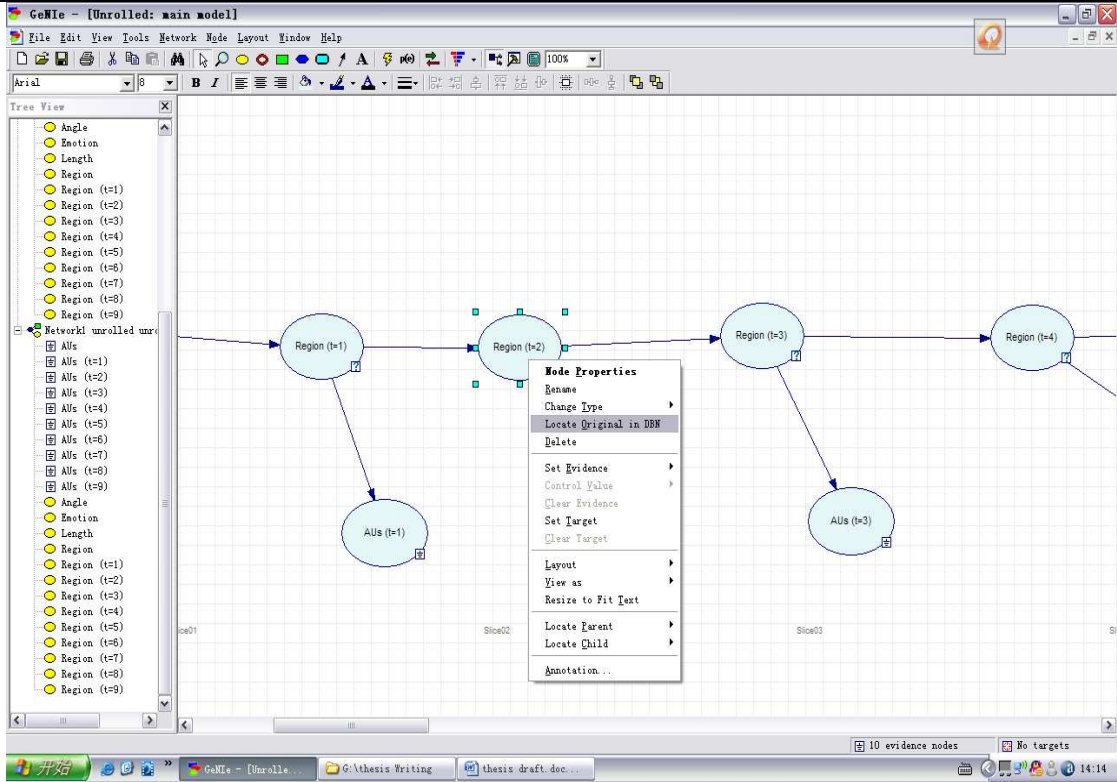 GeNIe - [Unrolled: main model]
File Edit View Tools Network Node Layout Window Help
A p(e) 100%
Arial 8 B I A
Tree View
Angle
Emotion
Length
Region
Region (t=1)
Region (t=2)
Region (t=3)
Region (t=4)
Region (t=5)
Region (t=6)
Region (t=7)
Region (t=8)
Region (t=9)
Network1 unrolled unro
AUs
AUs (t=1)
AUs (t=2)
AUs (t=3)
AUs (t=4)
AUs (t=5)
AUs (t=6)
AUs (t=7)
AUs (t=8)
AUs (t=9)
Angle
Emotion
Length
Region
Region (t=1)
Region (t=2)
Region (t=3)
Region (t=4)
Region (t=5)
Region (t=6)
Region (t=7)
Region (t=8)
Region (t=9)
Region (t=1)
Region (t=2)
Region (t=3)
Region (t=4)
AUs (t=1)
AUs (t=3)
lice01
Slice02
Slice03
Sl
Node Properties
Rename
Change Type
Locate Original in DBN
Delete
Set Evidence
Control Value
Clear Evidence
Set Target
Clear Target
Layout
View as
Resize to Fit Text
Locate Parent
Locate Child
Annotation...
10 evidence nodes
No targets
开始
GeNIe - [Unrolle...
G:\thesis Writing
thesis draft.doc...
14:14